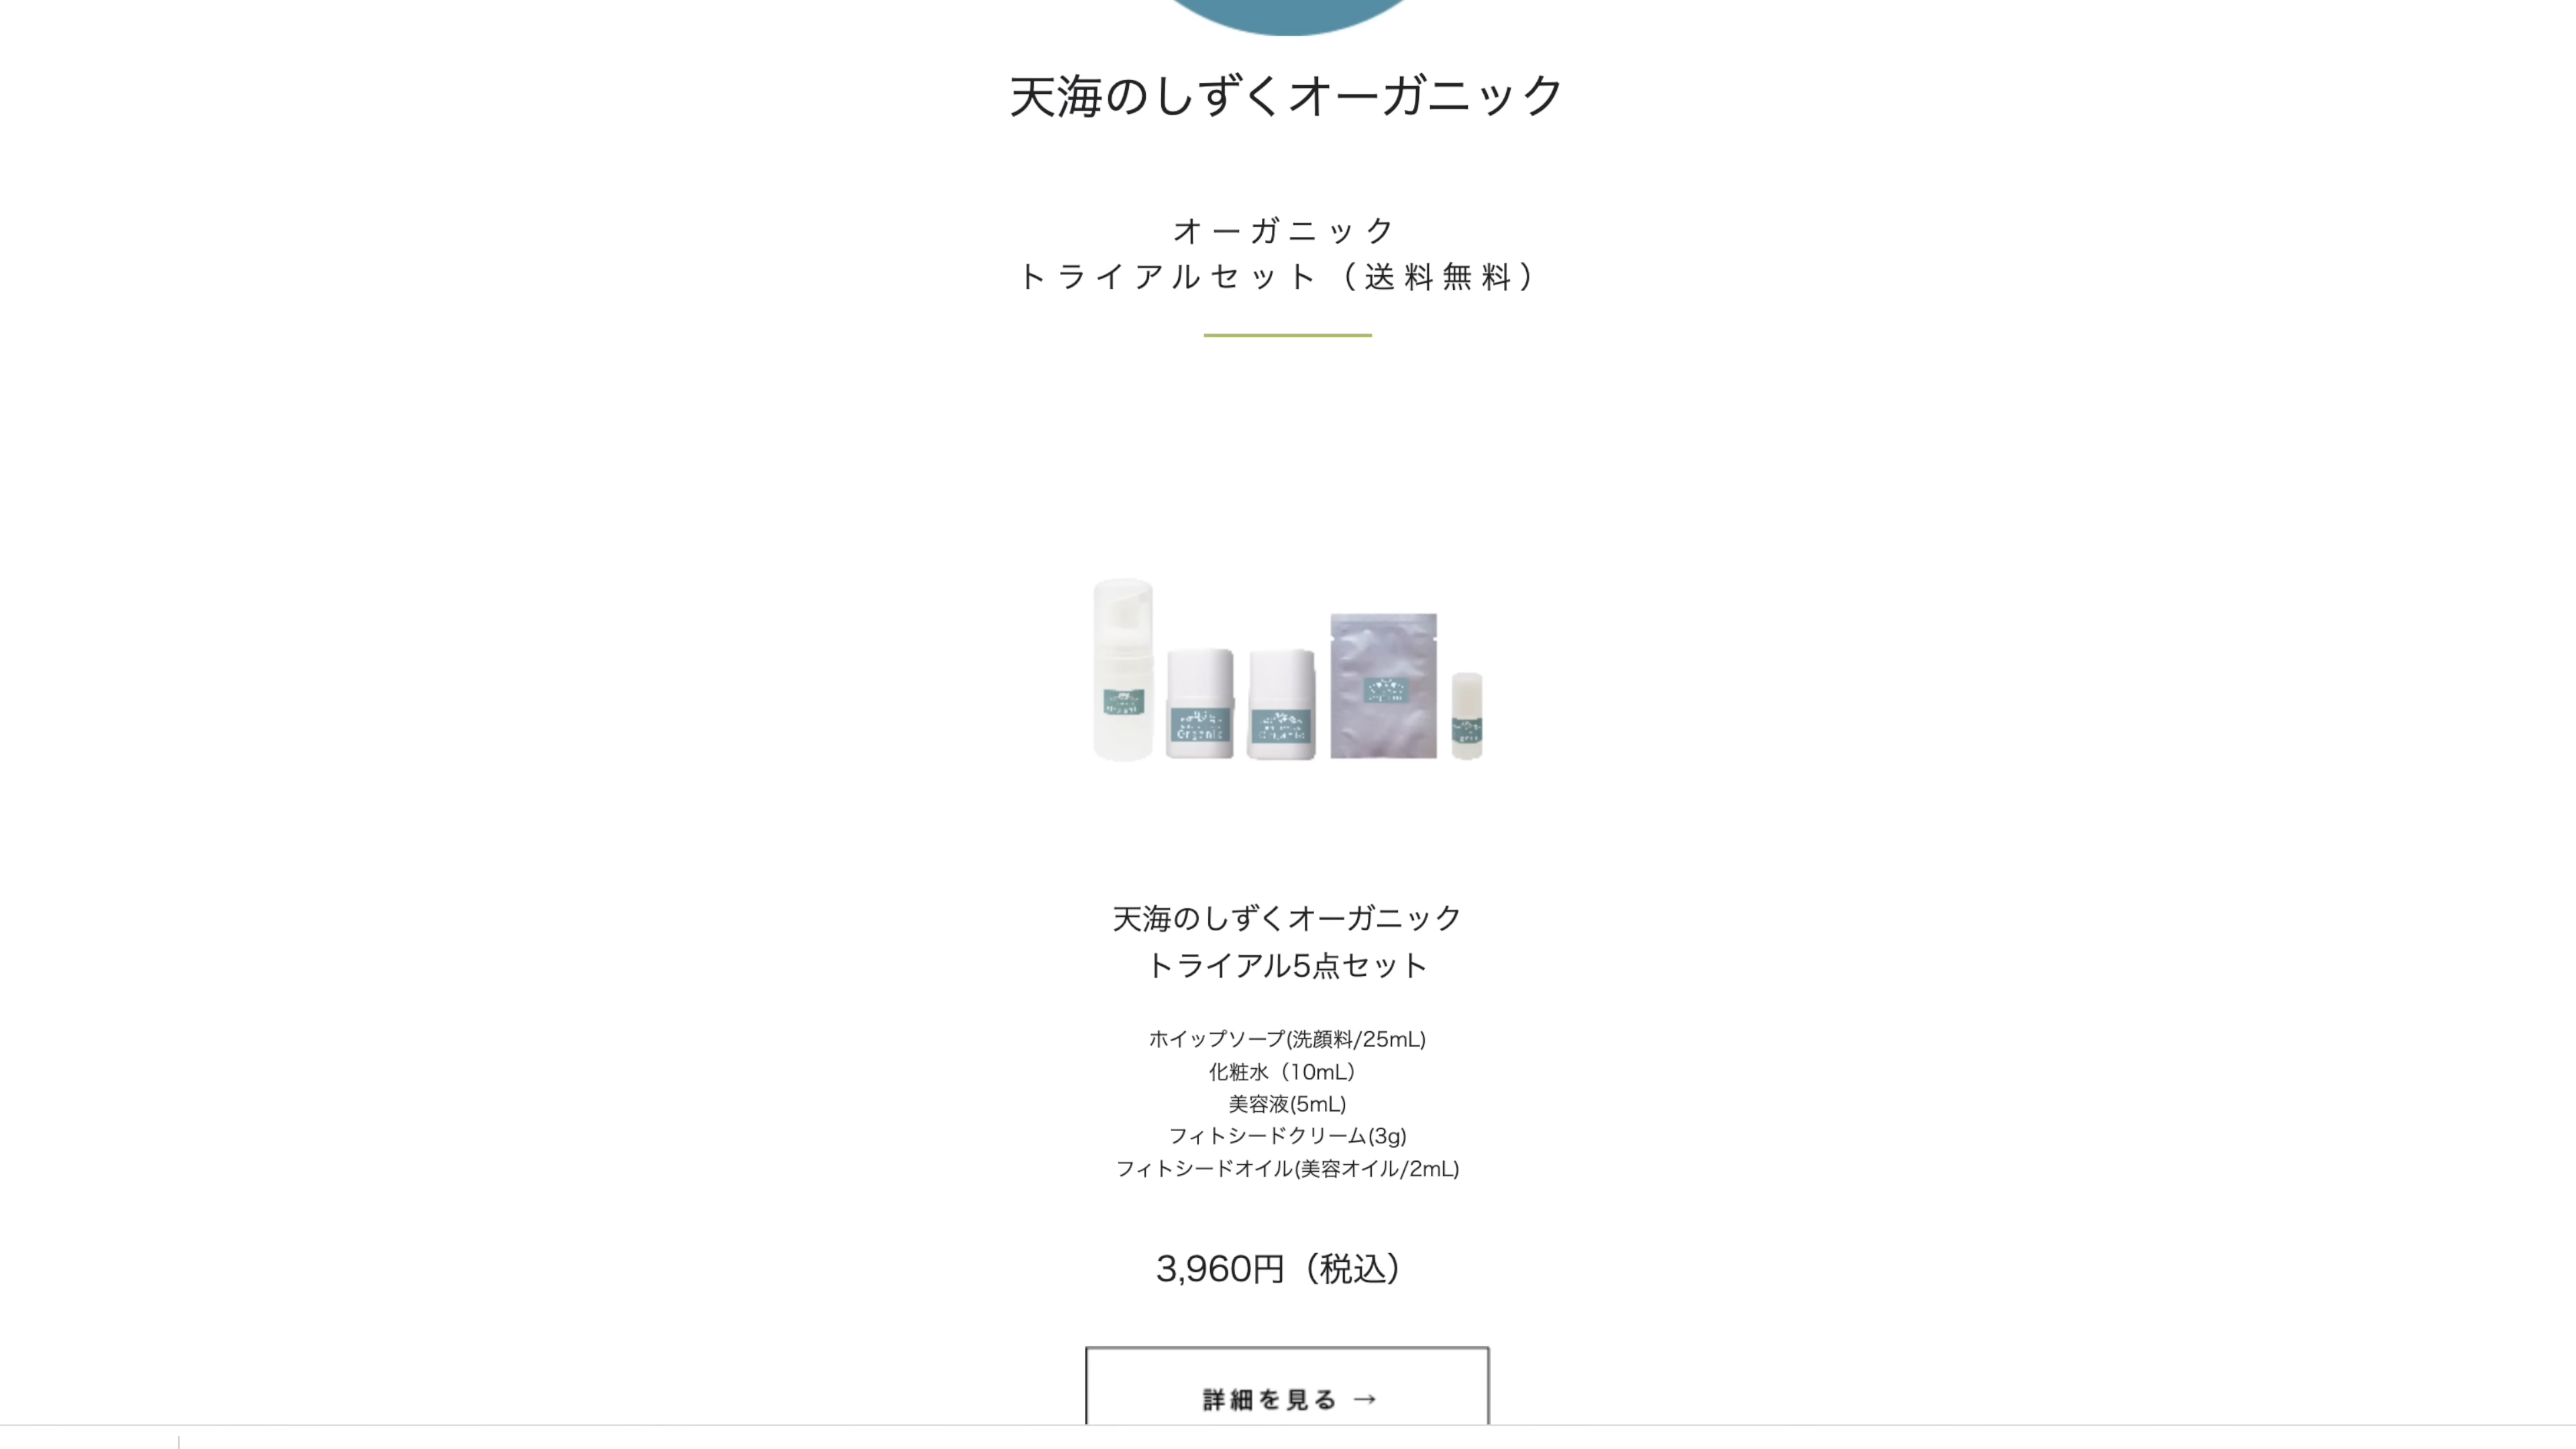 天海のしずくオーガニック
オーガニック
トライアルセット（送料無料）
Organic
天海のしずくオーガニック
トライアル5点セット
ホイップソープ(洗顔料/25mL)
化粧水（10mL）
美容液(5mL)
フィトシードクリーム(3g)
フィトシードオイル(美容オイル/2mL)
3,960円（税込）
詳細を見る →